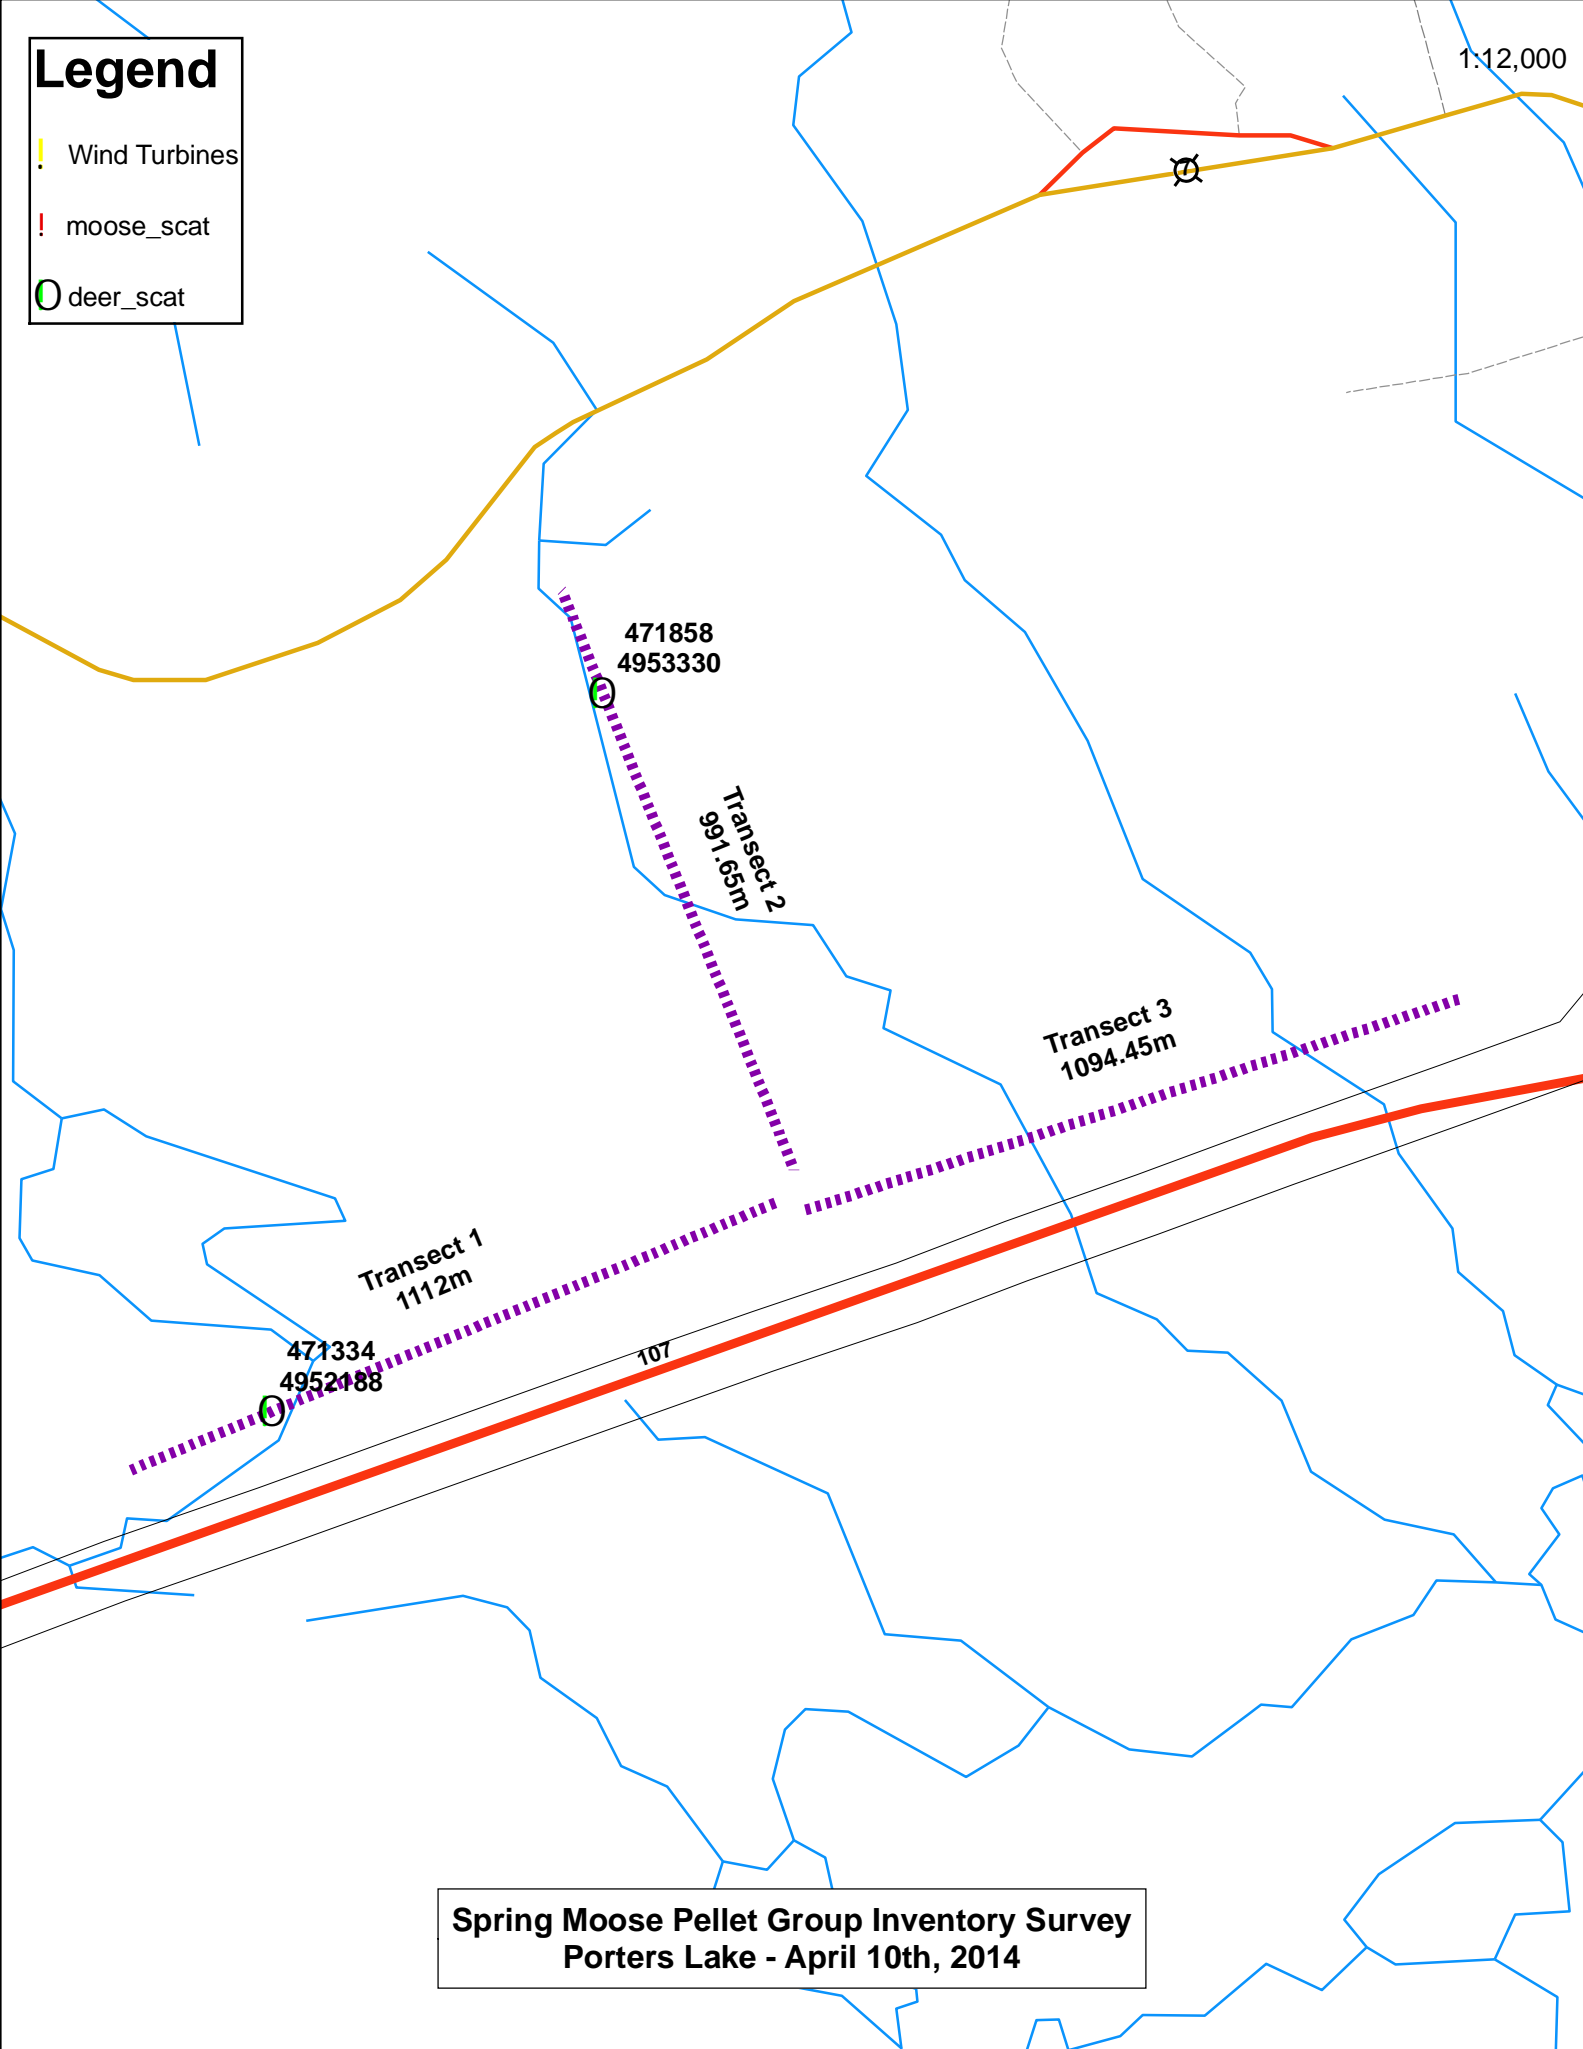 Legend
! Wind Turbines
! moose_scat
O deer_scat
1:12,000
7
471858
4953330
Transect 2
991.65m
Transect 3
1094.45m
Transect 1
1112m
471334
4952188
107
Spring Moose Pellet Group Inventory Survey
Porters Lake - April 10th, 2014